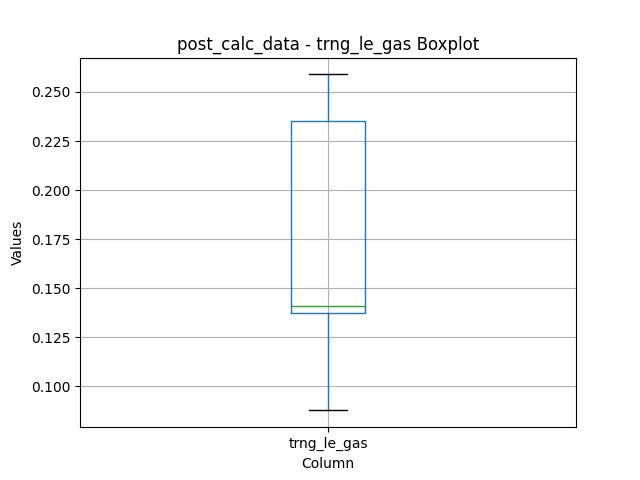 post_calc_data - trng_le_gas Boxplot
0.250
0.225
0.200
0.175
0.150
0.125
0.100
Values
trng_le_gas
Column